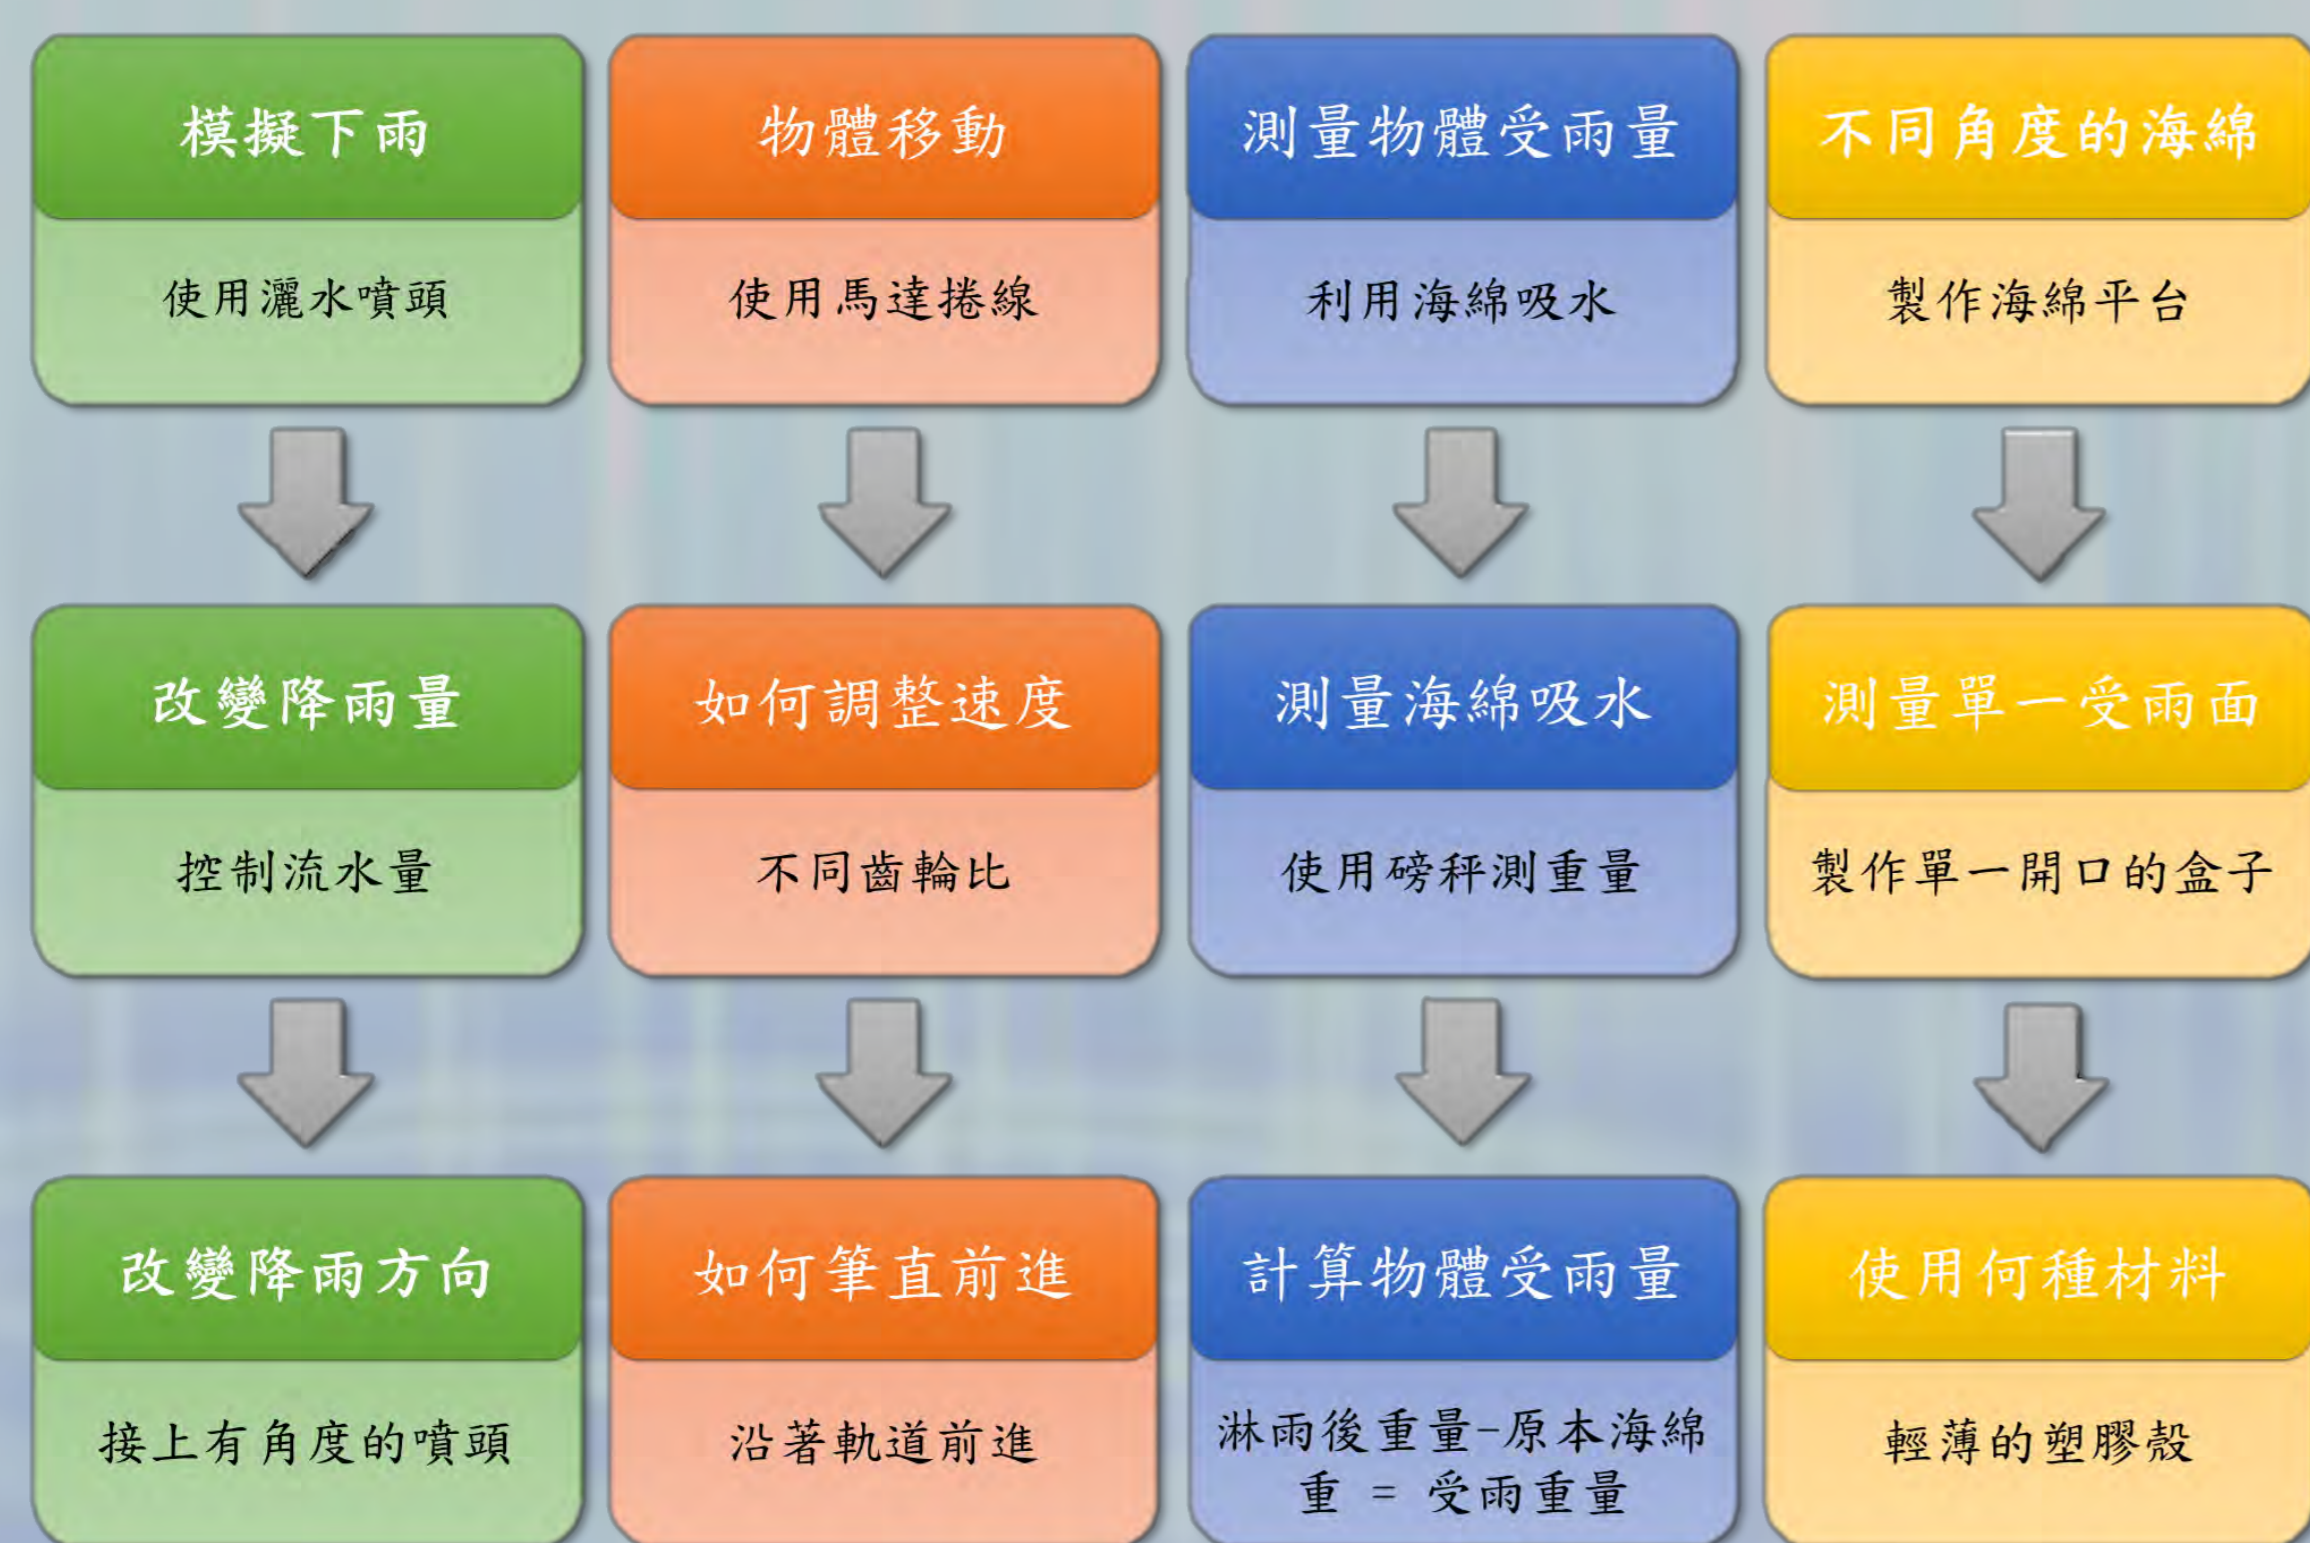 模擬下雨
使用灑水噴頭
改變降雨量
控制流水量
改變降雨方向
接上有角度的噴頭
物體移動
使用馬達捲線
如何調整速度
不同齒輪比
如何筆直前進
沿著軌道前進
測量物體受雨量
利用海綿吸水
測量海綿吸水
使用磅秤測重量
計算物體受雨量
淋雨後重量-原本海綿
重 = 受雨重量
不同角度的海綿
製作海綿平台
測量單一受雨面
製作單一開口的盒子
使用何種材料
輕薄的塑膠殼